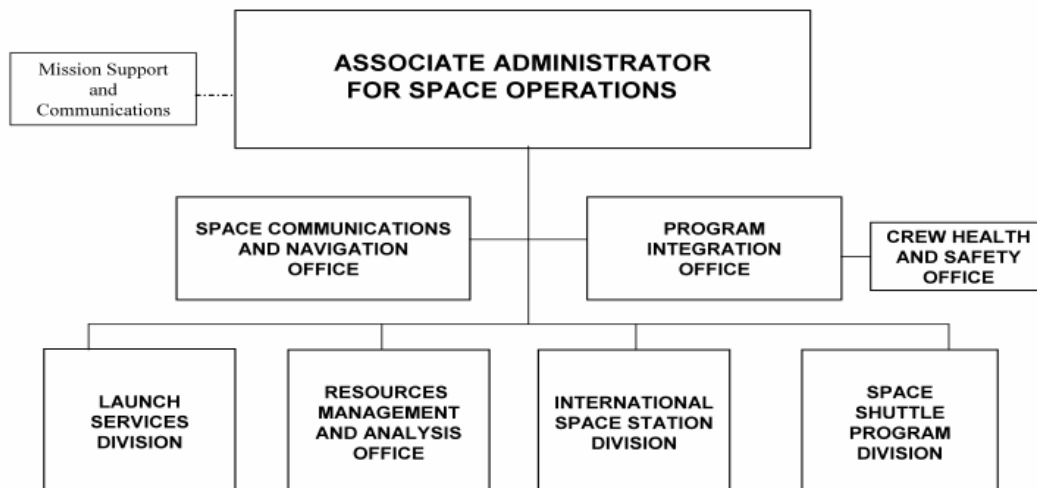 ASSOCIATE ADMINISTRATOR
FOR SPACE OPERATIONS
Mission Support
and
Communications
SPACE COMMUNICATIONS
AND NAVIGATION
OFFICE
PROGRAM
INTEGRATION
OFFICE
CREW HEALTH
AND SAFETY
OFFICE
LAUNCH
SERVICES
DIVISION
RESOURCES
MANAGEMENT
AND ANALYSIS
OFFICE
INTERNATIONAL
SPACE STATION
DIVISION
SPACE
SHUTTLE
PROGRAM
DIVISION